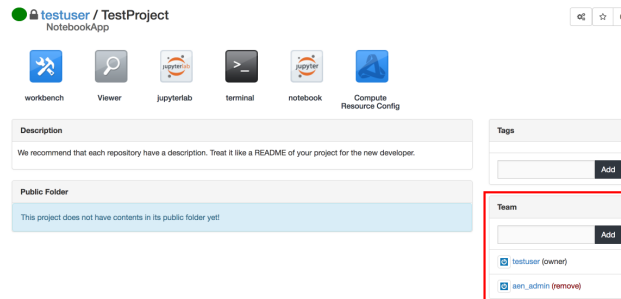 testuser / TestProject
NotebookApp
jupyterlab
>_
jupyter
workbench
Viewer
jupyterlab
terminal
notebook
Compute
Resource Config
Description
We recommend that each repository have a description. Treat it like a README of your project for the new developer.
Public Folder
This project does not have contents in its public folder yet!
Tags
Add
Team
Add
testuser (owner)
aen_admin (remove)